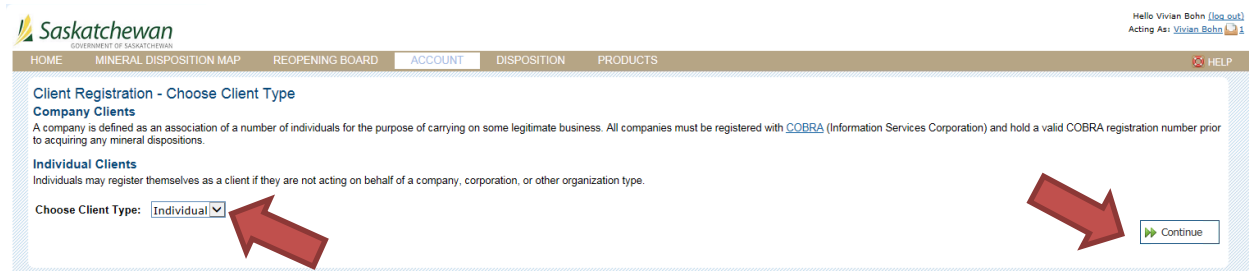 Hello Vivian Bohn (log out)
Acting As: Vivian Bohn 1
Saskatchewan
GOVERNMENT OF SASKATCHEWAN
HOME MINERAL DISPOSITION MAP REOPENING BOARD ACCOUNT DISPOSITION PRODUCTS HELP
Client Registration - Choose Client Type
Company Clients
A company is defined as an association of a number of individuals for the purpose of carrying on some legitimate business. All companies must be registered with COBRA (Information Services Corporation) and hold a valid COBRA registration number prior
to acquiring any mineral dispositions.
Individual Clients
Individuals may register themselves as a client if they are not acting on behalf of a company, corporation, or other organization type.
Choose Client Type: Individual
Continue